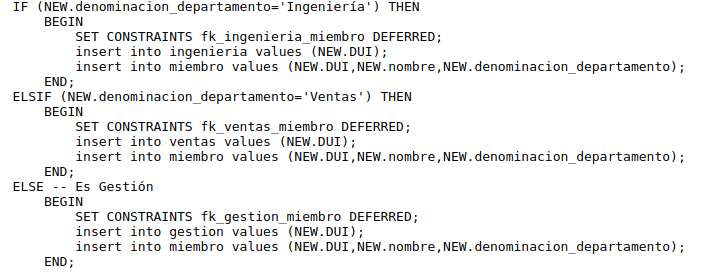 IF (NEW.denominacion_departamento='Ingeniería') THEN
    BEGIN
        SET CONSTRAINTS fk_ingenieria_miembro DEFERRED;
        insert into ingenieria values (NEW.DUI);
        insert into miembro values (NEW.DUI,NEW.nombre,NEW.denominacion_departamento);
    END;
ELSIF (NEW.denominacion_departamento='Ventas') THEN
    BEGIN
        SET CONSTRAINTS fk_ventas_miembro DEFERRED;
        insert into ventas values (NEW.DUI);
        insert into miembro values (NEW.DUI,NEW.nombre,NEW.denominacion_departamento);
    END;
ELSE -- Es Gestión
    BEGIN
        SET CONSTRAINTS fk_gestion_miembro DEFERRED;
        insert into gestion values (NEW.DUI);
        insert into miembro values (NEW.DUI,NEW.nombre,NEW.denominacion_departamento);
    END;